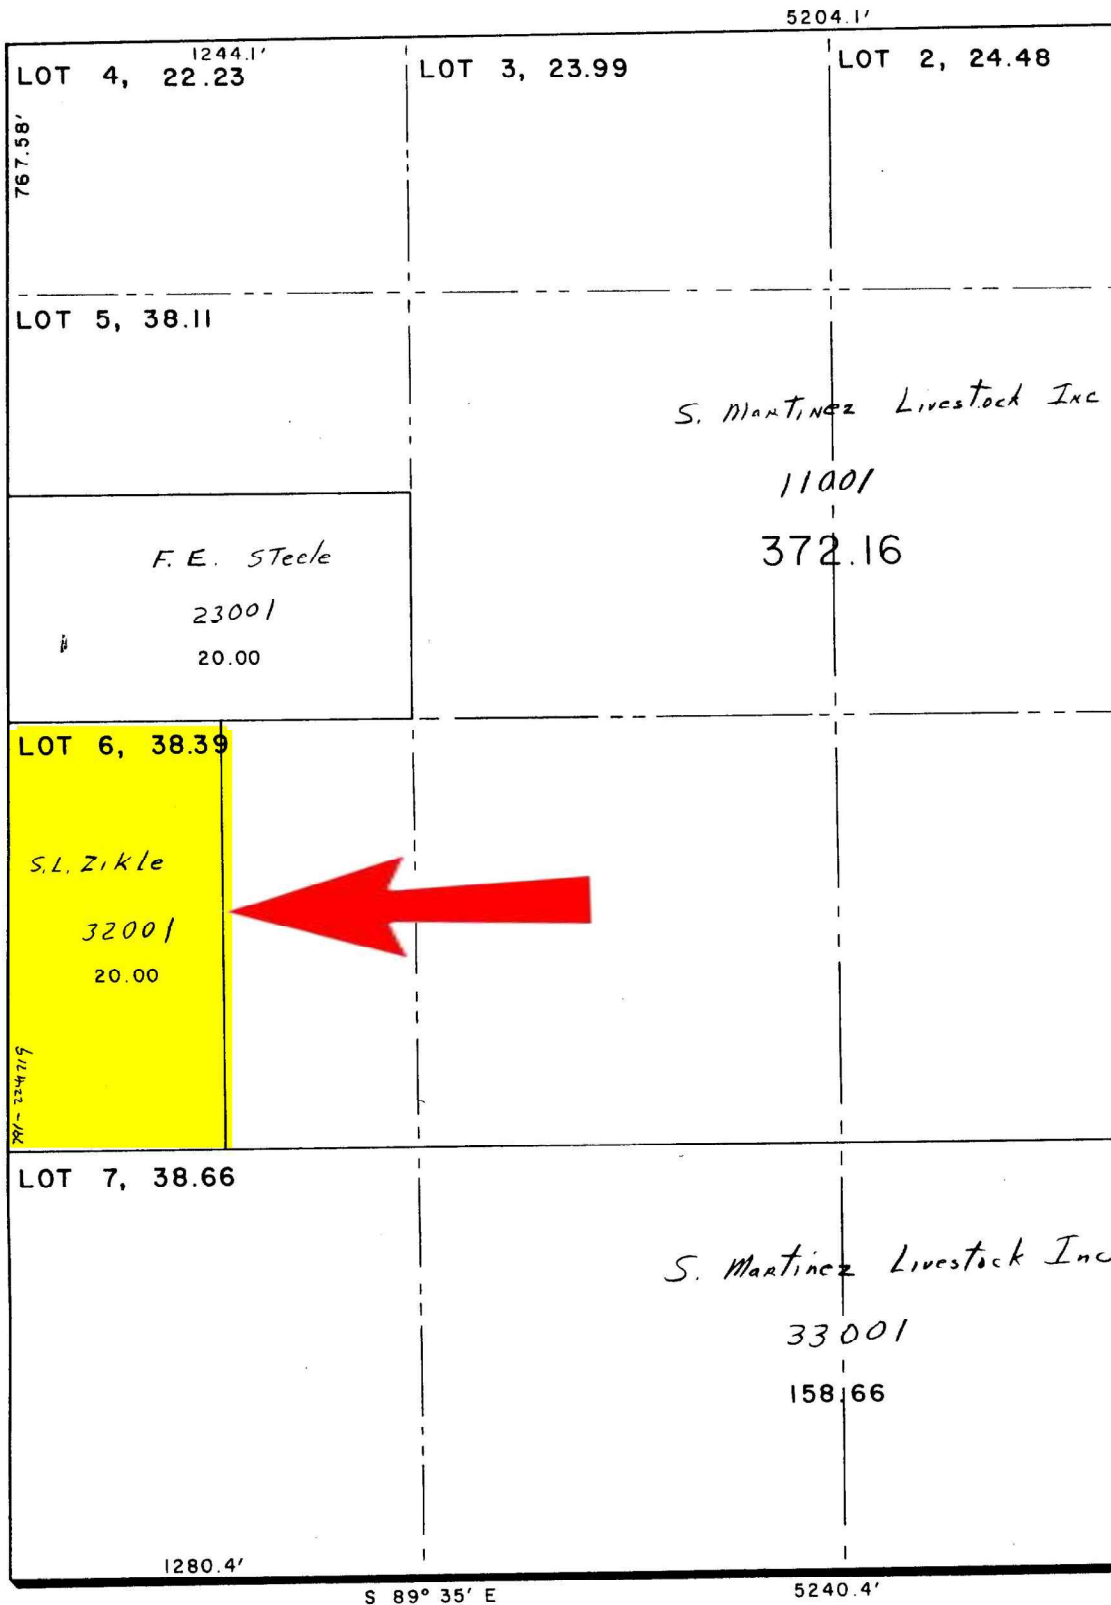 5204.1'
1244.1'
LOT 4, 22.23
LOT 3, 23.99
LOT 2, 24.48
767.58'
LOT 5, 38.11
S. Martinez Livestock Inc
11001
372.16
F. E. STeele
23001
20.00
LOT 6, 38.39
S.L. Zikle
32001
20.00
LOT 7, 38.66
S. Martinez Livestock Inc
33001
158.66
1280.4'
S 89° 35' E
5240.4'